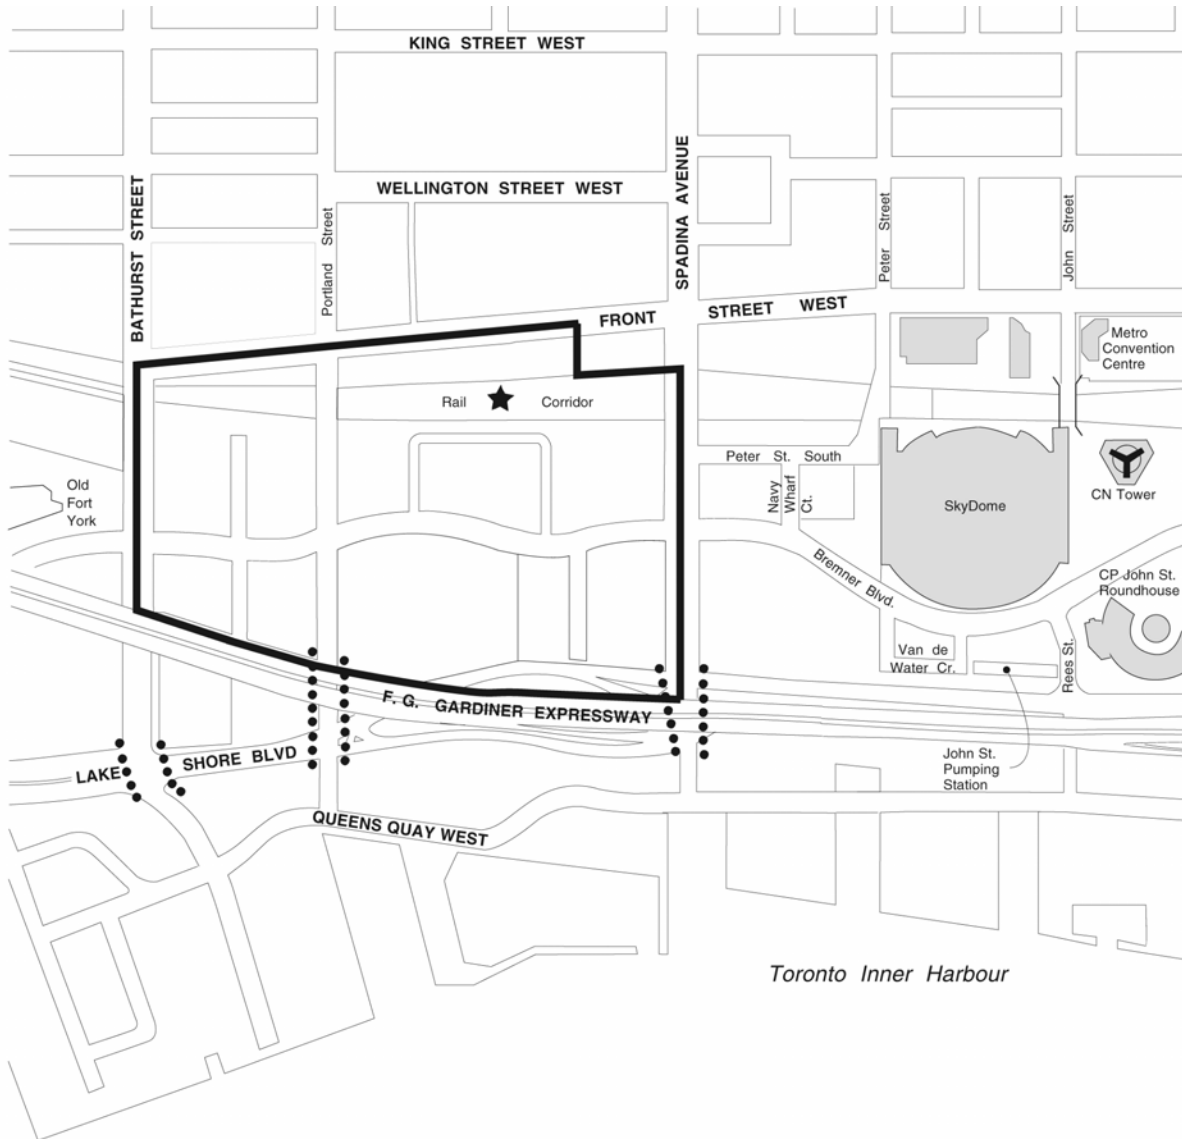 KING STREET WEST
WELLINGTON STREET WEST
BATHURST STREET
Portland Street
SPADINA AVENUE
Peter Street
John Street
FRONT STREET WEST
Metro
Convention
Centre
Rail Corridor
Old
Fort
York
Peter St. South
Navy
Wharf
Ct.
SkyDome
CN Tower
Bremner Blvd.
CP John St.
Roundhouse
Van de
Water Cr.
Rees St.
F. G. GARDINER EXPRESSWAY
LAKE SHORE BLVD
John St.
Pumping
Station
QUEENS QUAY WEST
Toronto Inner Harbour